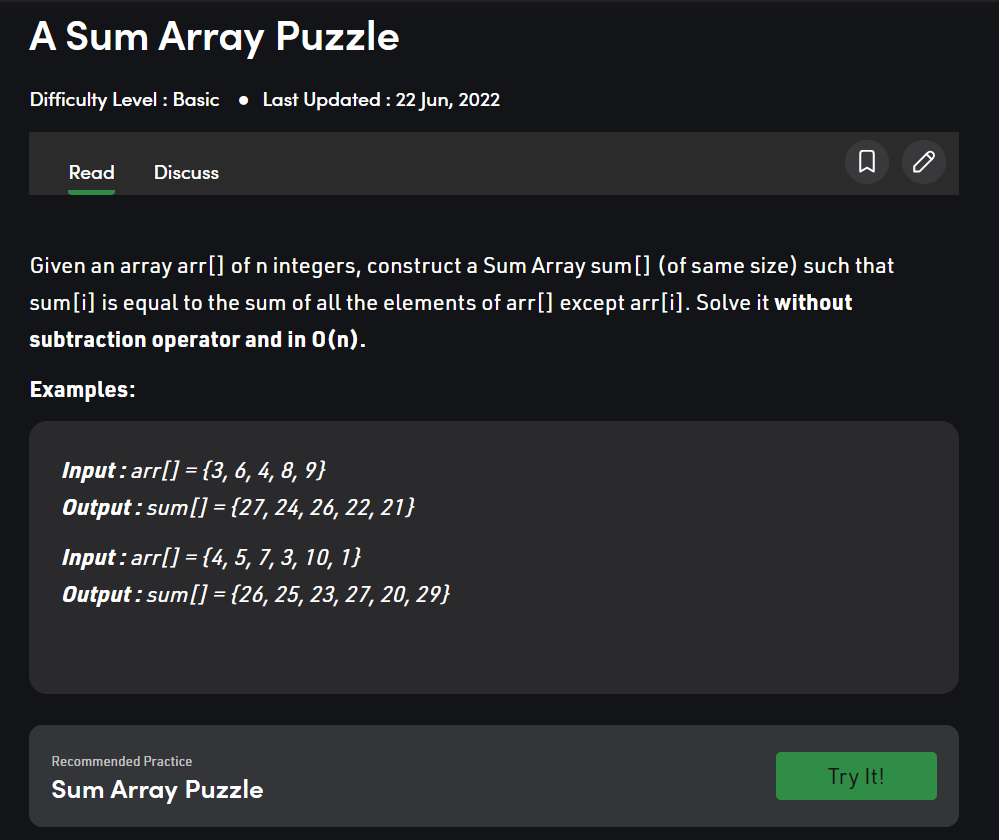 A Sum Array Puzzle
Difficulty Level : Basic ● Last Updated : 22 Jun, 2022
Read Discuss
Given an array arr[] of n integers, construct a Sum Array sum[] (of same size) such that
sum[i] is equal to the sum of all the elements of arr[] except arr[i]. Solve it without
subtraction operator and in O(n).
Examples:
Input : arr[] = {3, 6, 4, 8, 9}
Output : sum[] = {27, 24, 26, 22, 21}
Input : arr[] = {4, 5, 7, 3, 10, 1}
Output : sum[] = {26, 25, 23, 27, 20, 29}
Recommended Practice
Sum Array Puzzle
Try It!